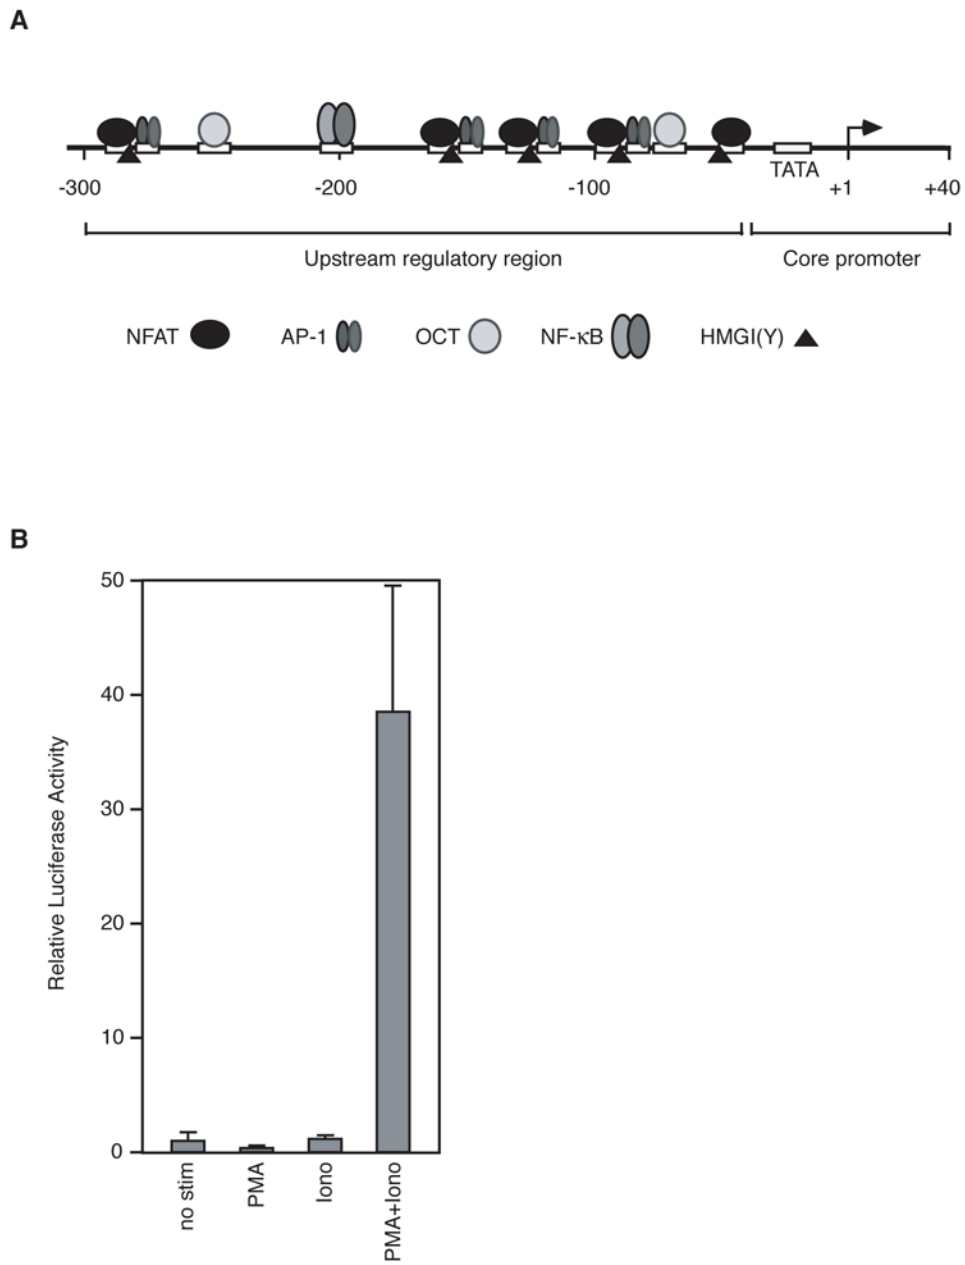 A
TATA
-300 -200 -100 +1 +40
Upstream regulatory region Core promoter
NFAT AP-1 OCT NF-κB HMGI(Y)
B
50
40
30
20
10
0
Relative Luciferase Activity
no stim
PMA
Iono
PMA+Iono